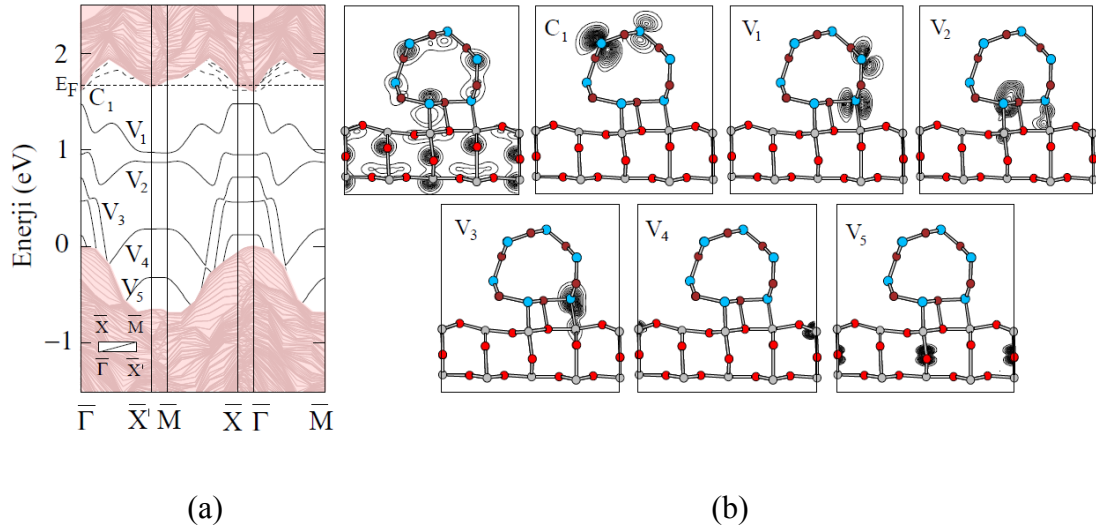 2
E_F
C_1
1
V_1
V_2
V_3
0
V_4
V_5
X̅ M̅
Γ̅ X̅'
−1
Enerji (eV)
Γ̅ X̅' M̅ X̅ Γ̅ M̅
C_1
V_1
V_2
V_3
V_4
V_5
(a)
(b)